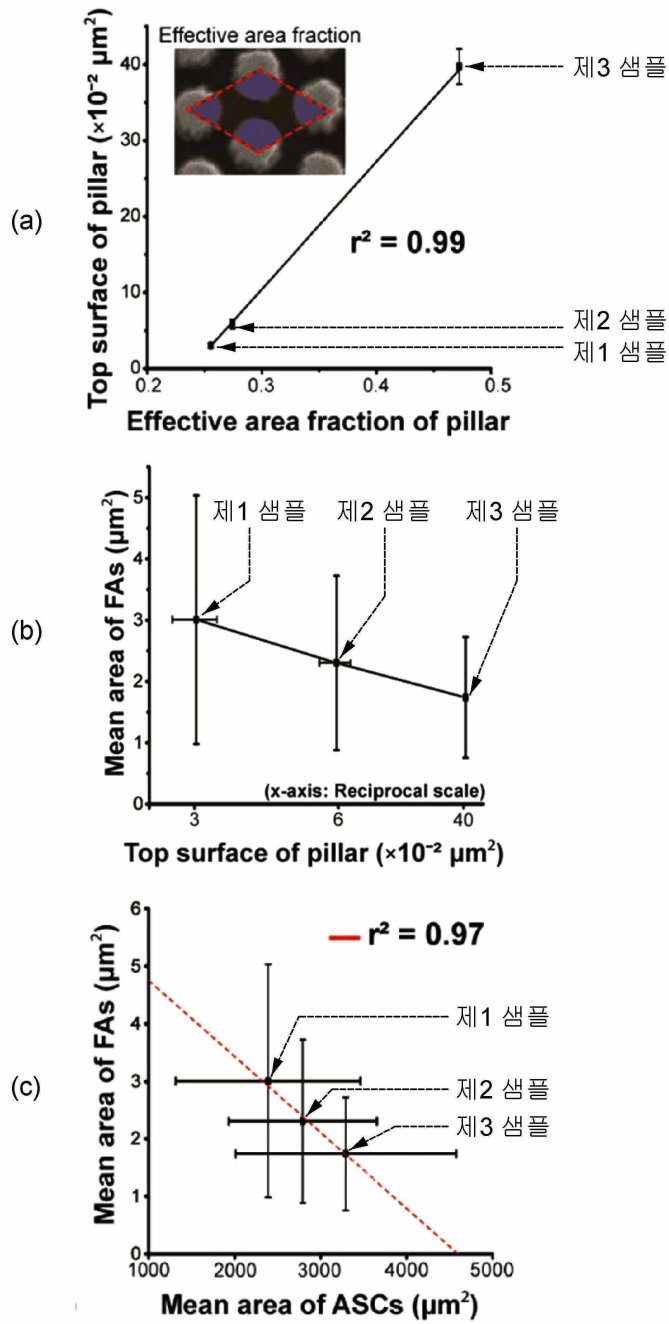 (a)
Effective area fraction
Top surface of pillar (×10⁻² μm²)
40
30
20
10
0
0.2
0.3
0.4
0.5
r² = 0.99
제3 샘플
제2 샘플
제1 샘플
Effective area fraction of pillar
(b)
Mean area of FAs (μm²)
5
4
3
2
1
0
제1 샘플
제2 샘플
제3 샘플
(x-axis: Reciprocal scale)
3
6
40
Top surface of pillar (×10⁻² μm²)
(c)
Mean area of FAs (μm²)
6
5
4
3
2
1
0
r² = 0.97
제1 샘플
제2 샘플
제3 샘플
1000
2000
3000
4000
5000
Mean area of ASCs (μm²)